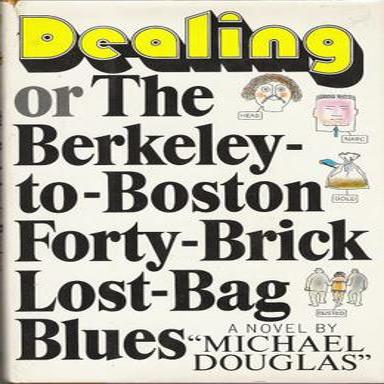 Dealing
or The
Berkeley-
to-Boston
Forty-Brick
Lost-Bag
Blues
A NOVEL BY
"MICHAEL
DOUGLAS"
HEAD
NARC
GOLD
BUSTED